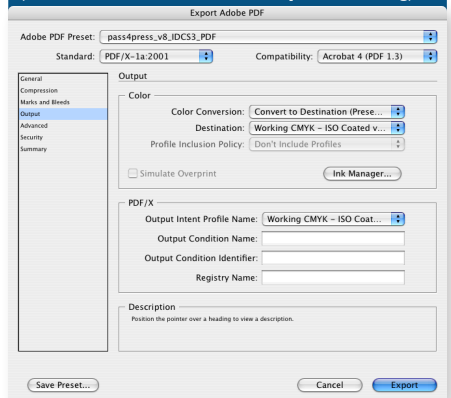 Export Adobe PDF
Adobe PDF Preset: pass4press_v8_IDCS3_PDF
Standard: PDF/X-1a:2001 Compatibility: Acrobat 4 (PDF 1.3)
General
Compression
Marks and Bleeds
Output
Advanced
Security
Summary
Output
Color
Color Conversion: Convert to Destination (Prese...
Destination: Working CMYK - ISO Coated v...
Profile Inclusion Policy: Don't Include Profiles
Simulate Overprint Ink Manager...
PDF/X
Output Intent Profile Name: Working CMYK - ISO Coat...
Output Condition Name:
Output Condition Identifier:
Registry Name:
Description
Position the pointer over a heading to view a description.
Save Preset... Cancel Export